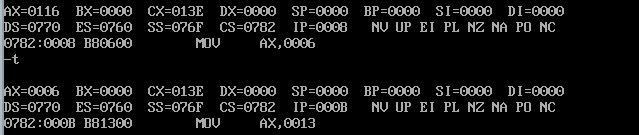 AX=0116 BX=0000 CX=013E DX=0000 SP=0000 BP=0000 SI=0000 DI=0000
DS=0770 ES=0760 SS=076F CS=0782 IP=0008 NV UP EI PL NZ NA PO NC
0782:0008 B80600 MOV AX,0006
-t
AX=0006 BX=0000 CX=013E DX=0000 SP=0000 BP=0000 SI=0000 DI=0000
DS=0770 ES=0760 SS=076F CS=0782 IP=000B NV UP EI PL NZ NA PO NC
0782:000B B81300 MOV AX,0013